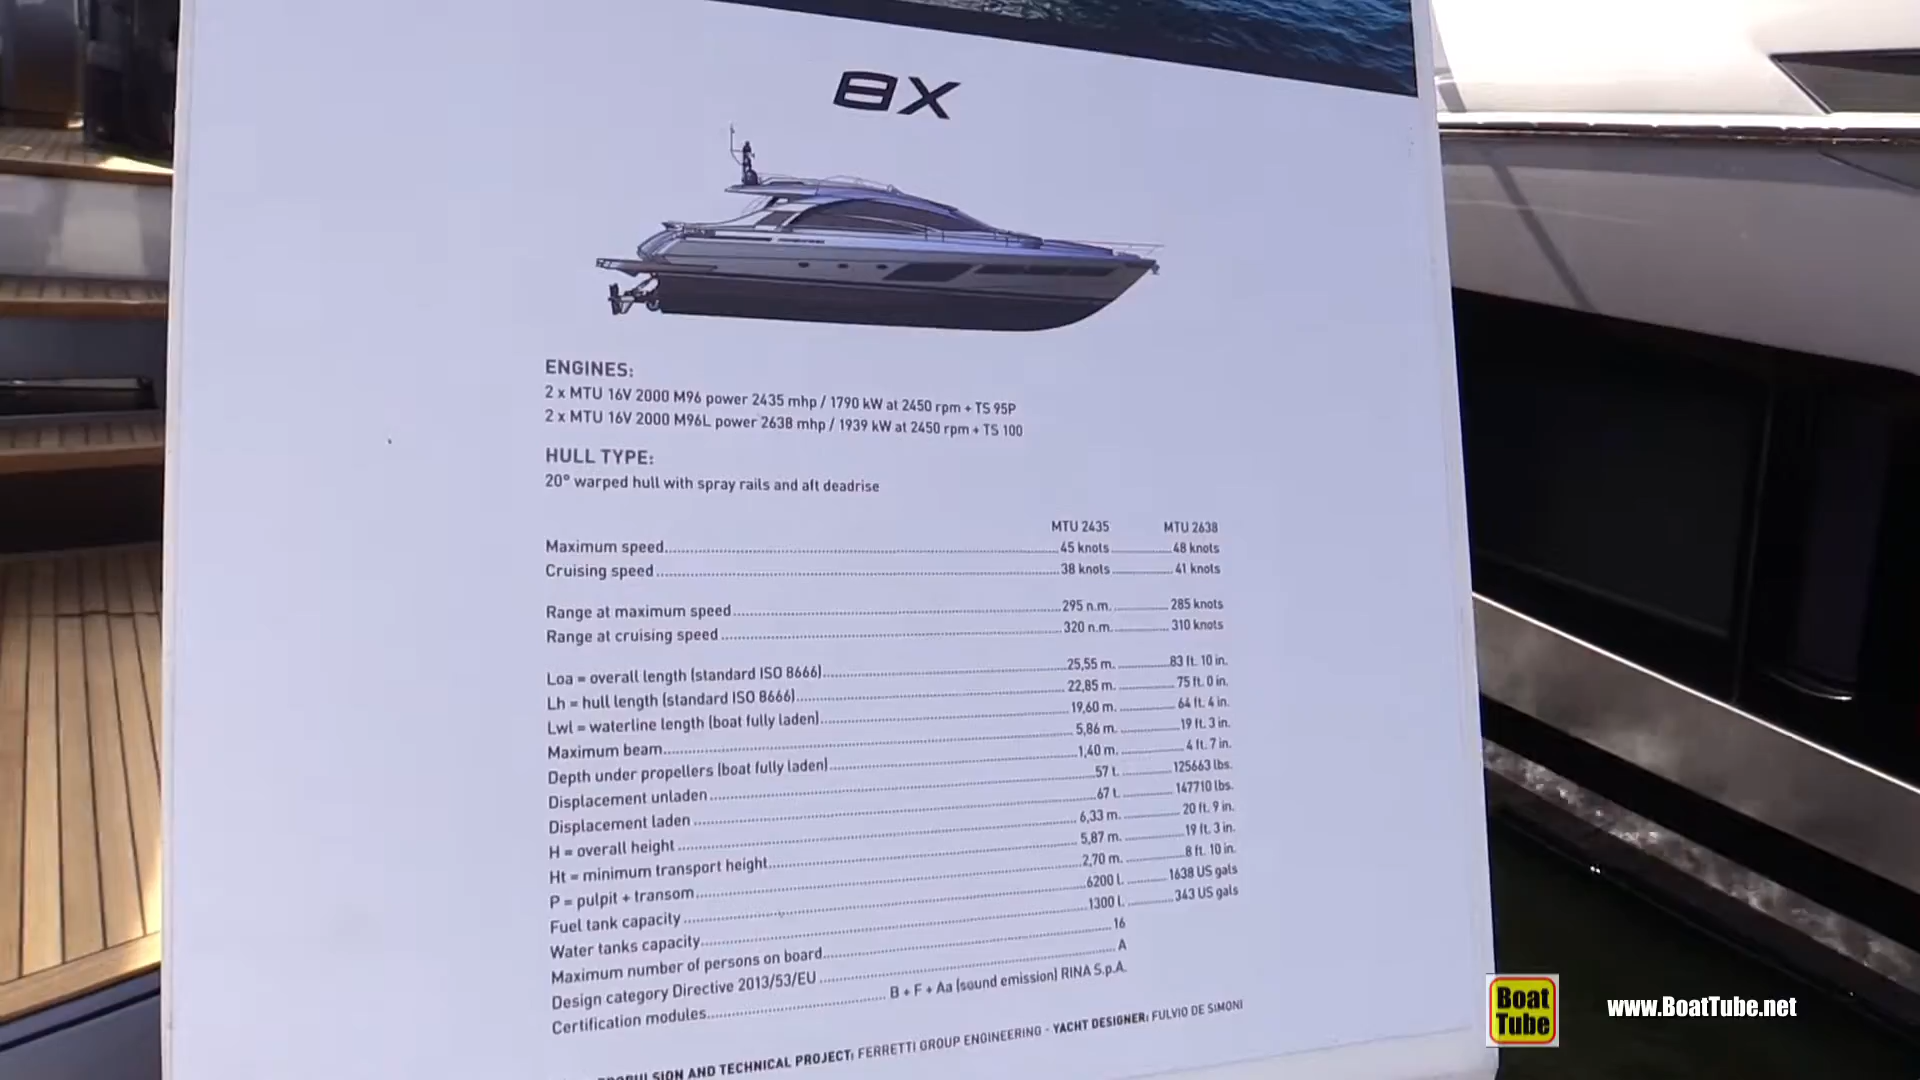 8X
ENGINES:
2 x MTU 16V 2000 M96 power 2435 mhp / 1790 kW at 2450 rpm + TS 95P
2 x MTU 16V 2000 M96L power 2638 mhp / 1939 kW at 2450 rpm + TS 100
HULL TYPE:
20° warped hull with spray rails and aft deadrise
MTU 2435 MTU 2638
Maximum speed 45 knots 48 knots
Cruising speed 38 knots 41 knots
Range at maximum speed 295 n.m. 285 knots
Range at cruising speed 320 n.m. 310 knots
Loa = overall length (standard ISO 8666) 25,55 m. 83 ft. 10 in.
Lh = hull length (standard ISO 8666) 22,85 m. 75 ft. 0 in.
Lwl = waterline length (boat fully laden) 19,60 m. 64 ft. 4 in.
Maximum beam 5,86 m. 19 ft. 3 in.
Depth under propellers (boat fully laden) 1,40 m. 4 ft. 7 in.
Displacement unladen 57 t. 125663 lbs.
Displacement laden 67 t. 147710 lbs.
H = overall height 6,33 m. 20 ft. 9 in.
Ht = minimum transport height 5,87 m. 19 ft. 3 in.
P = pulpit + transom 2,70 m. 8 ft. 10 in.
Fuel tank capacity 6200 l. 1638 US gals
Water tanks capacity 1300 l. 343 US gals
Maximum number of persons on board 16
Design category Directive 2013/53/EU A
Certification modules B + F + Aa (sound emission) RINA S.p.A.
AND TECHNICAL PROJECT: FERRETTI GROUP ENGINEERING - YACHT DESIGNER: FULVIO DE SIMONI
Boat
Tube
www.BoatTube.net